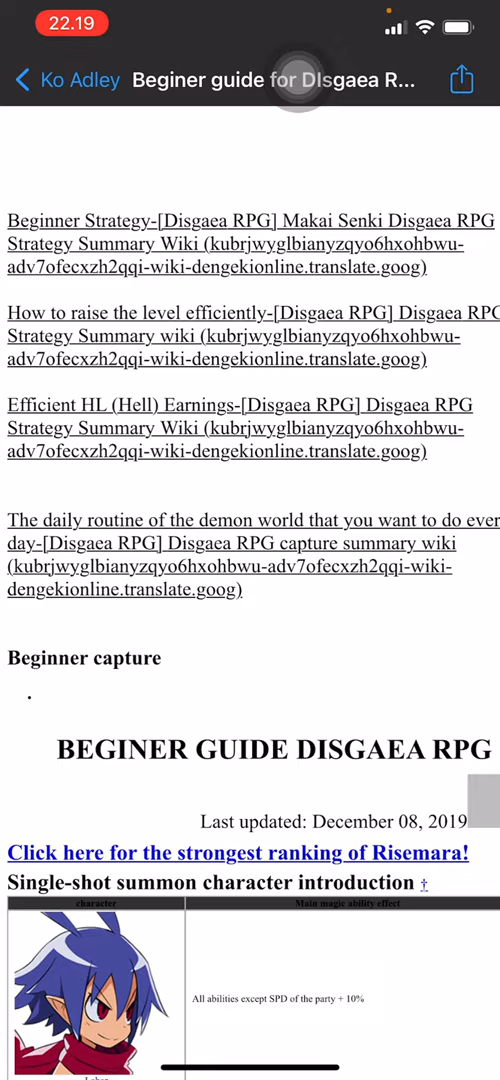 22.19
Ko Adley
Beginer guide for DIsgaea R...
Beginner Strategy-[Disgaea RPG] Makai Senki Disgaea RPG
Strategy Summary Wiki (kubrjwyglbianyzqyo6hxohbwu-
adv7ofecxzh2qqi-wiki-dengekionline.translate.goog)
How to raise the level efficiently-[Disgaea RPG] Disgaea RPG
Strategy Summary wiki (kubrjwyglbianyzqyo6hxohbwu-
adv7ofecxzh2qqi-wiki-dengekionline.translate.goog)
Efficient HL (Hell) Earnings-[Disgaea RPG] Disgaea RPG
Strategy Summary Wiki (kubrjwyglbianyzqyo6hxohbwu-
adv7ofecxzh2qqi-wiki-dengekionline.translate.goog)
The daily routine of the demon world that you want to do ever
day-[Disgaea RPG] Disgaea RPG capture summary wiki
(kubrjwyglbianyzqyo6hxohbwu-adv7ofecxzh2qqi-wiki-
dengekionline.translate.goog)
Beginner capture
BEGINER GUIDE DISGAEA RPG
Last updated: December 08, 2019
Click here for the strongest ranking of Risemara!
Single-shot summon character introduction †
character Main magic ability effect
All abilities except SPD of the party + 10%